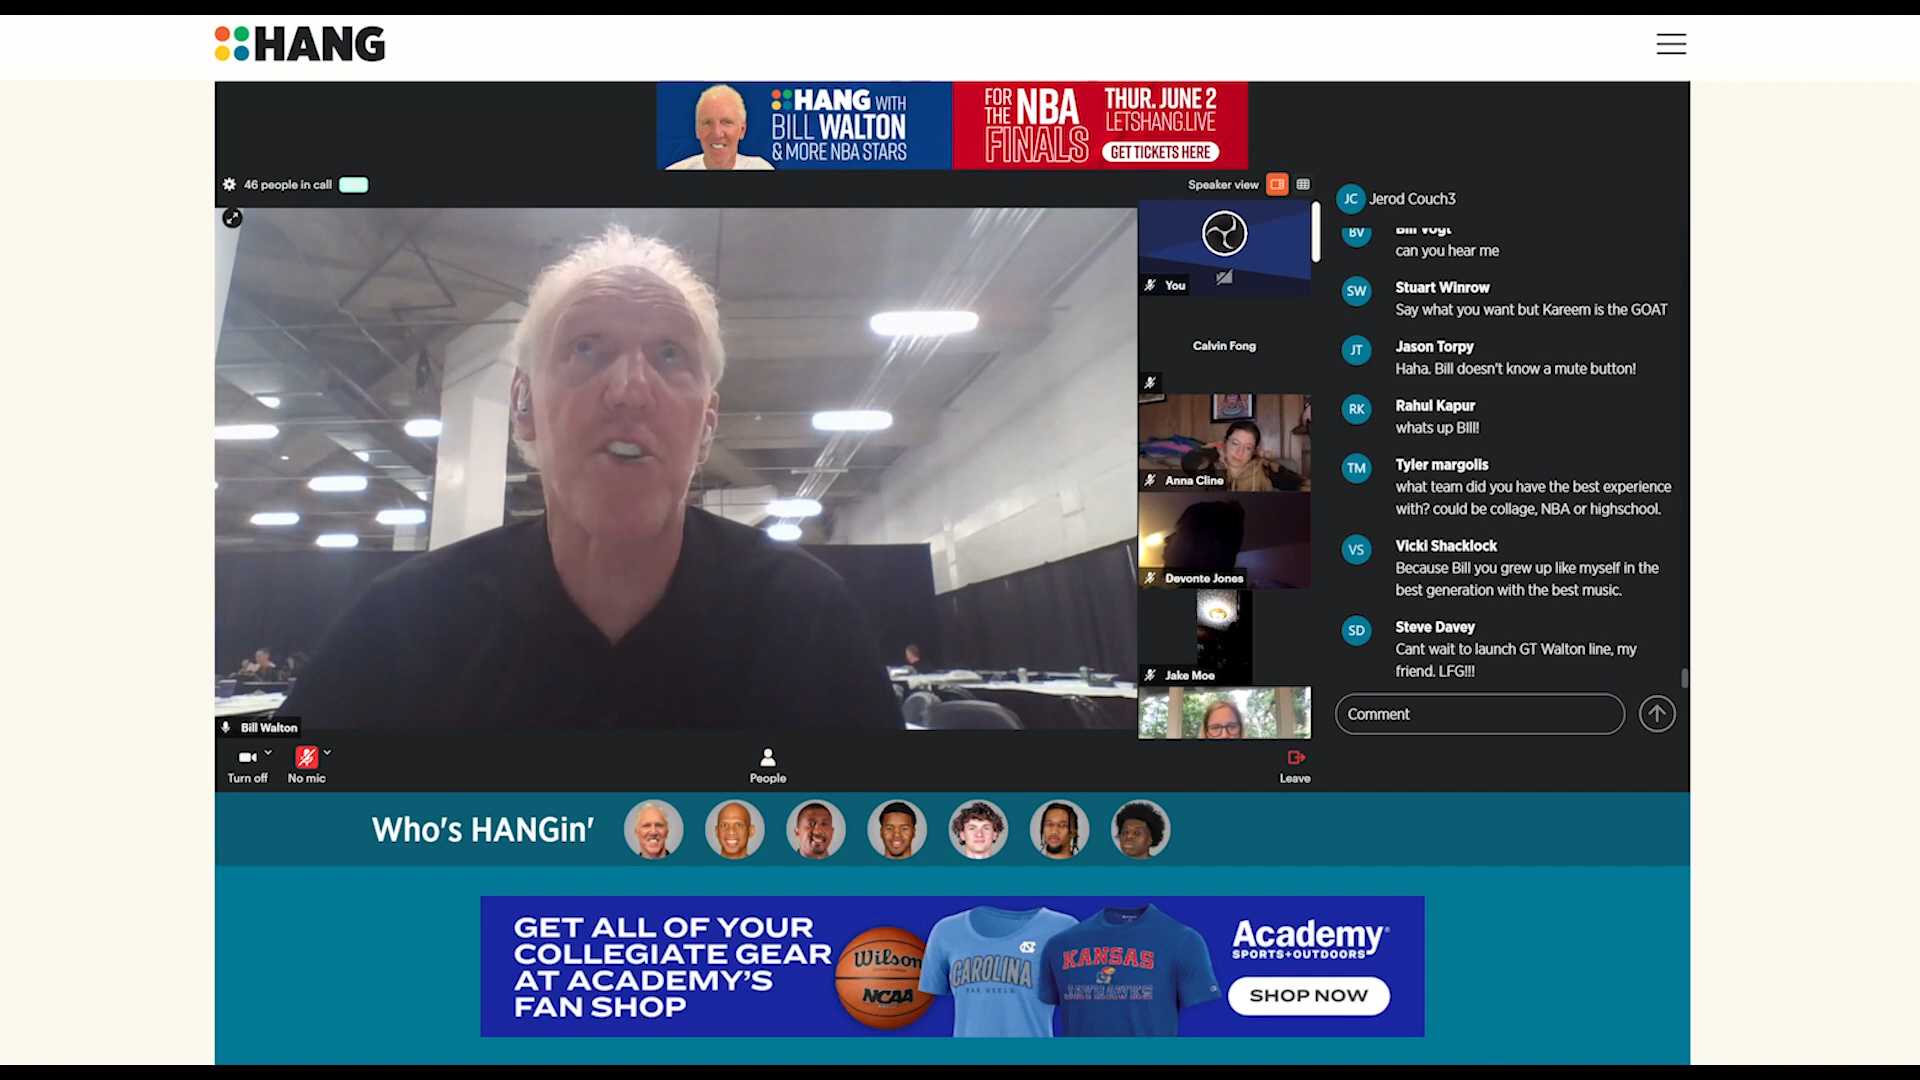 HANG
HANG WITH
BILL WALTON
& MORE NBA STARS
FOR THE NBA FINALS
THUR. JUNE 2
LETSHANG.LIVE
GET TICKETS HERE
46 people in call
Speaker view
You
Calvin Fong
Anna Cline
Devonte Jones
Jake Moe
Bill Walton
JC Jerod Couch3
BV Bill Vogt
can you hear me
SW Stuart Winrow
Say what you want but Kareem is the GOAT
JT Jason Torpy
Haha. Bill doesn't know a mute button!
RK Rahul Kapur
whats up BIll!
TM Tyler margolis
what team did you have the best experience
with? could be collage, NBA or highschool.
VS Vicki Shacklock
Because Bill you grew up like myself in the
best generation with the best music.
SD Steve Davey
Cant wait to launch GT Walton line, my
friend. LFG!!!
Comment
Turn off
No mic
People
Leave
Who's HANGin'
GET ALL OF YOUR
COLLEGIATE GEAR
AT ACADEMY'S
FAN SHOP
Wilson
NCAA
NC
CAROLINA
TAR HEELS
KANSAS
JAYHAWKS
Academy
SPORTS+OUTDOORS
SHOP NOW